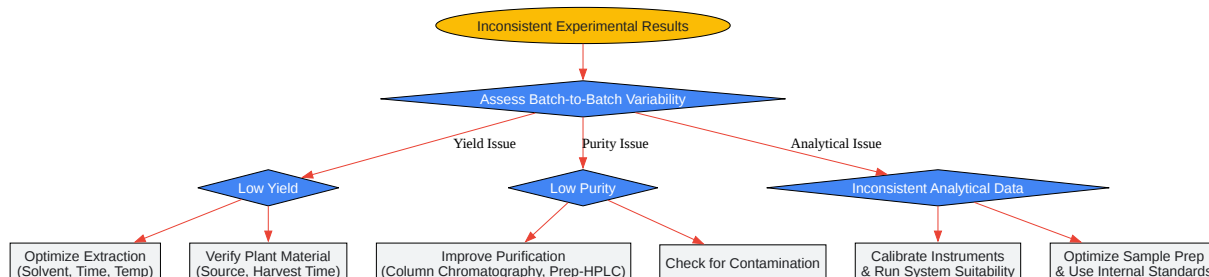 Inconsistent Experimental Results
Assess Batch-to-Batch Variability
Yield Issue
Purity Issue
Analytical Issue
Low Yield
Low Purity
Inconsistent Analytical Data
Optimize Extraction
(Solvent, Time, Temp)
Verify Plant Material
(Source, Harvest Time)
Improve Purification
(Column Chromatography, Prep-HPLC)
Check for Contamination
Calibrate Instruments
& Run System Suitability
Optimize Sample Prep
& Use Internal Standards